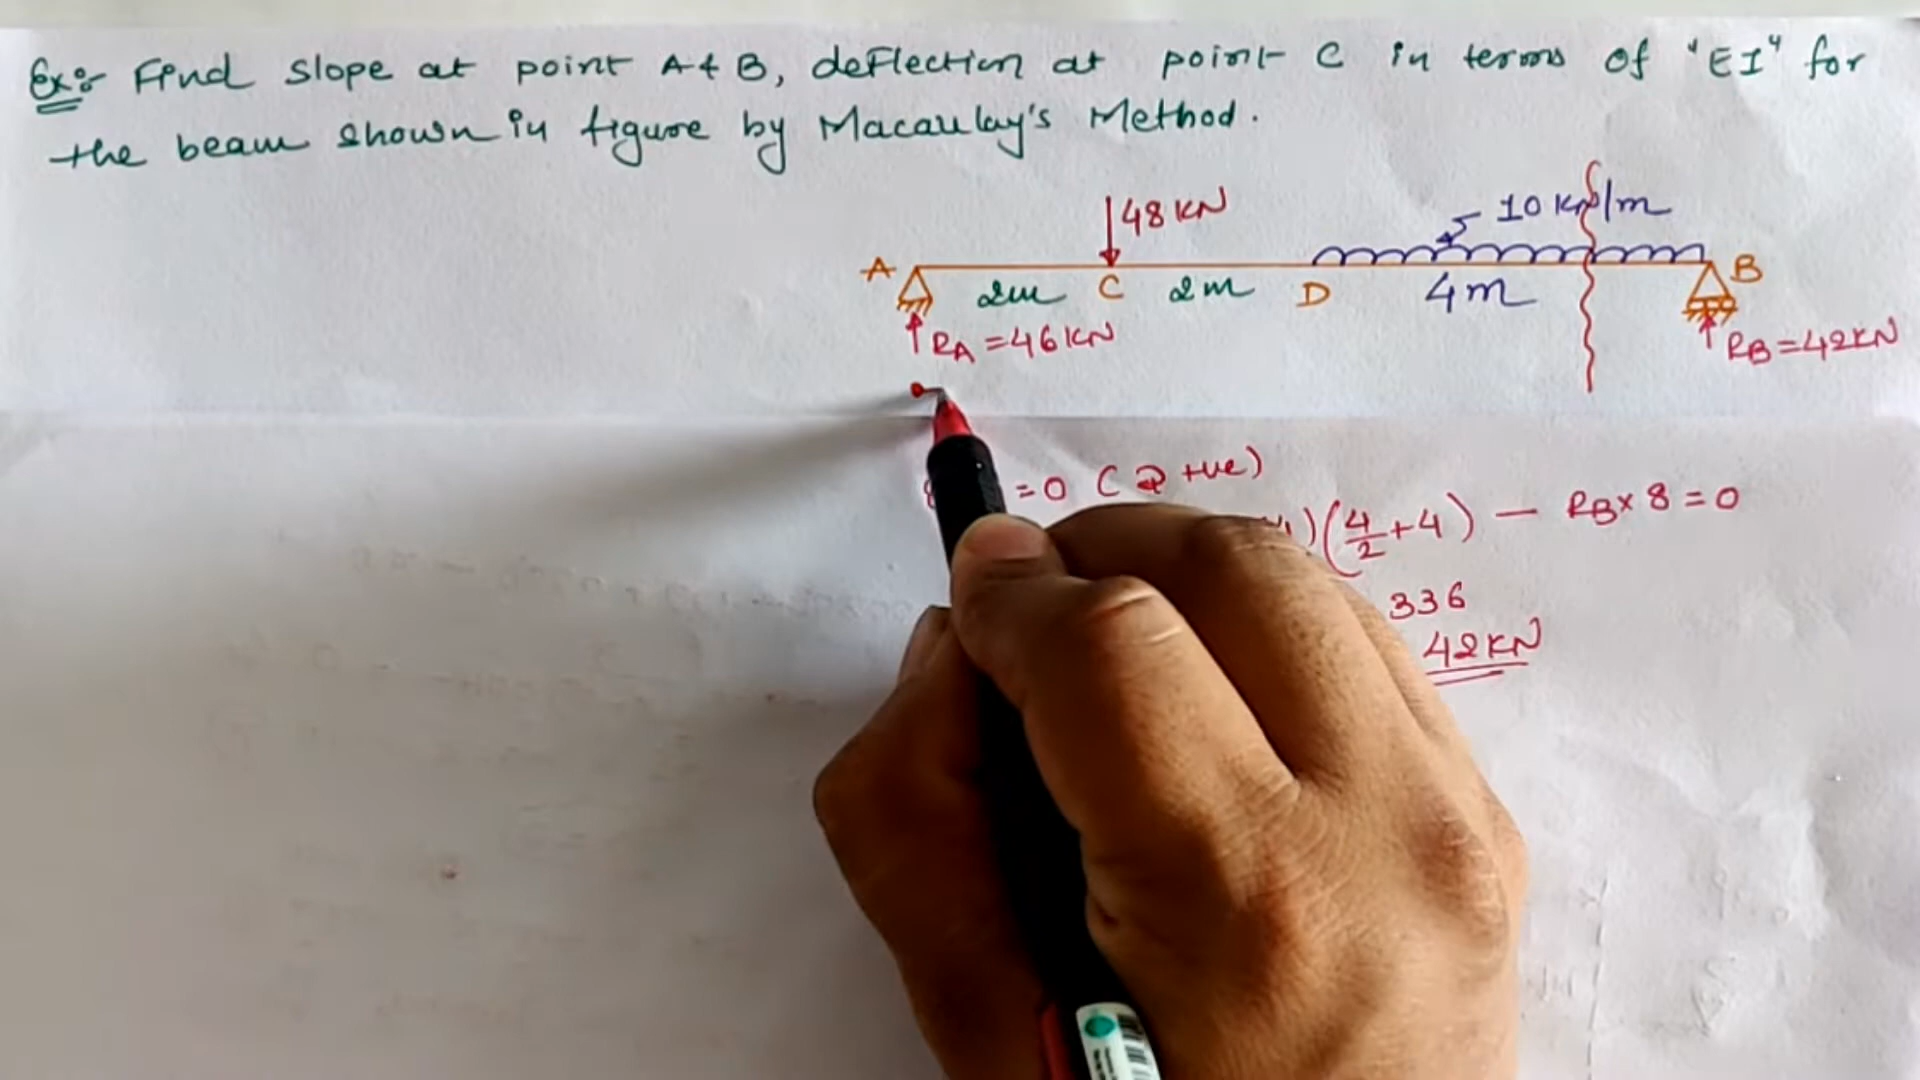 Ex:- Find slope at point A & B, deflection at point C in terms of "EI" for
the beam shown in figure by Macaulay's Method.
48 KN
10 KN/m
A
2m
C
2m
D
4m
B
RA = 46 KN
RB = 42 KN
= 0 ( +ve)
)(4/2 + 4) - RB × 8 = 0
336
42 KN